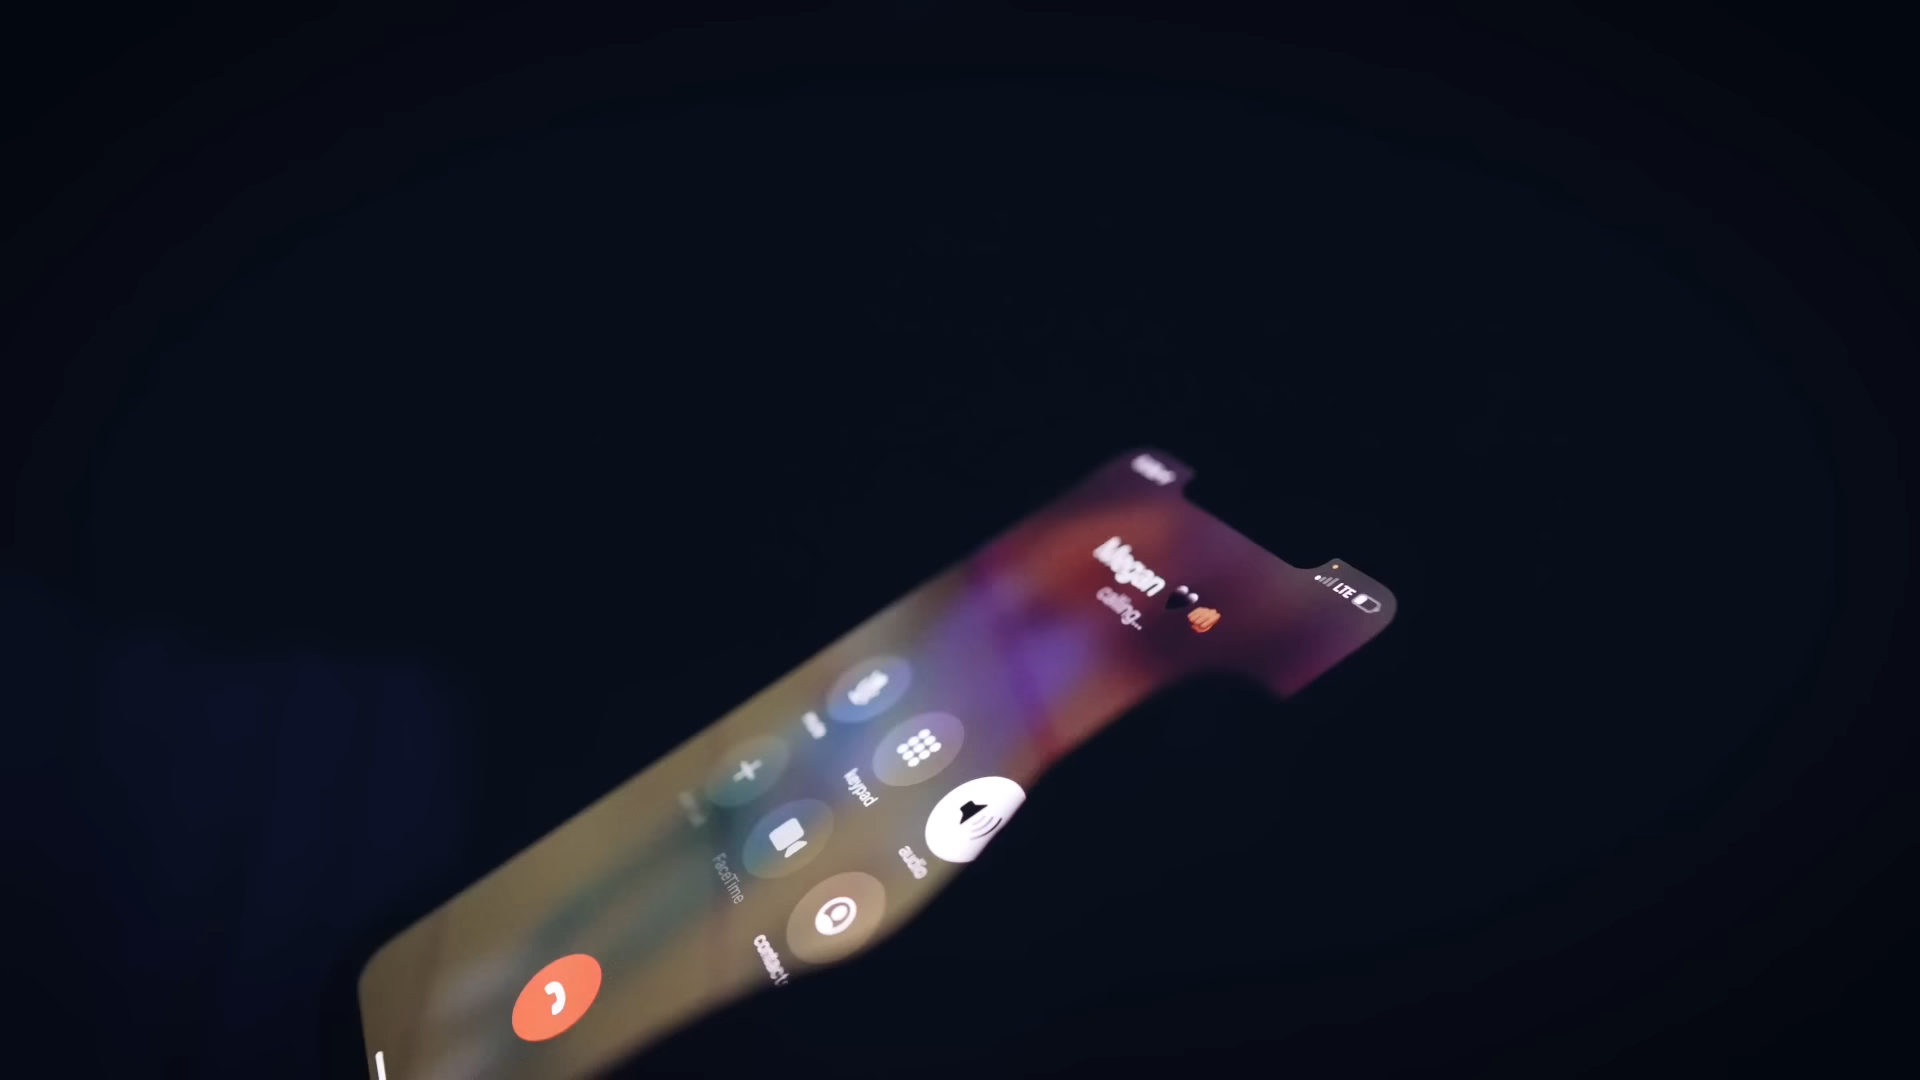 LTE
Megan 🖤👊🏼
calling...
keypad
audio
FaceTime
contacts